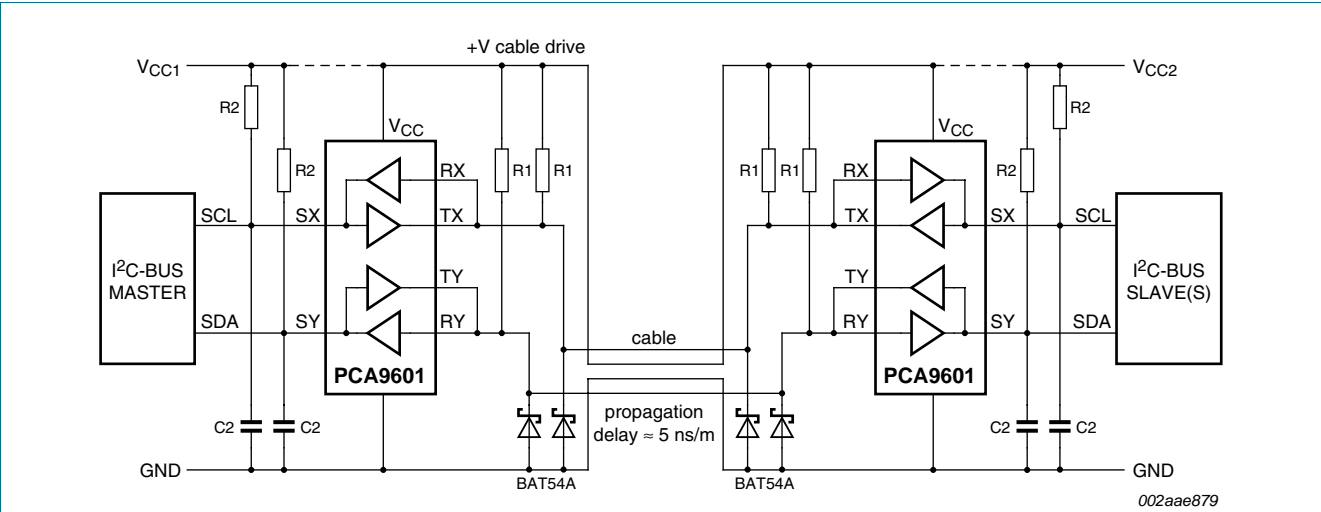 +V cable drive
VCC1
VCC2
R2
R2
VCC
VCC
R2
R2
RX
R1
R1
R1
R1
RX
SCL
SX
TX
TX
SX
SCL
I2C-BUS
MASTER
TY
TY
I2C-BUS
SLAVE(S)
SDA
SY
RY
RY
SY
SDA
cable
PCA9601
PCA9601
C2
C2
propagation
delay ≈ 5 ns/m
C2
C2
GND
BAT54A
BAT54A
GND
002aae879